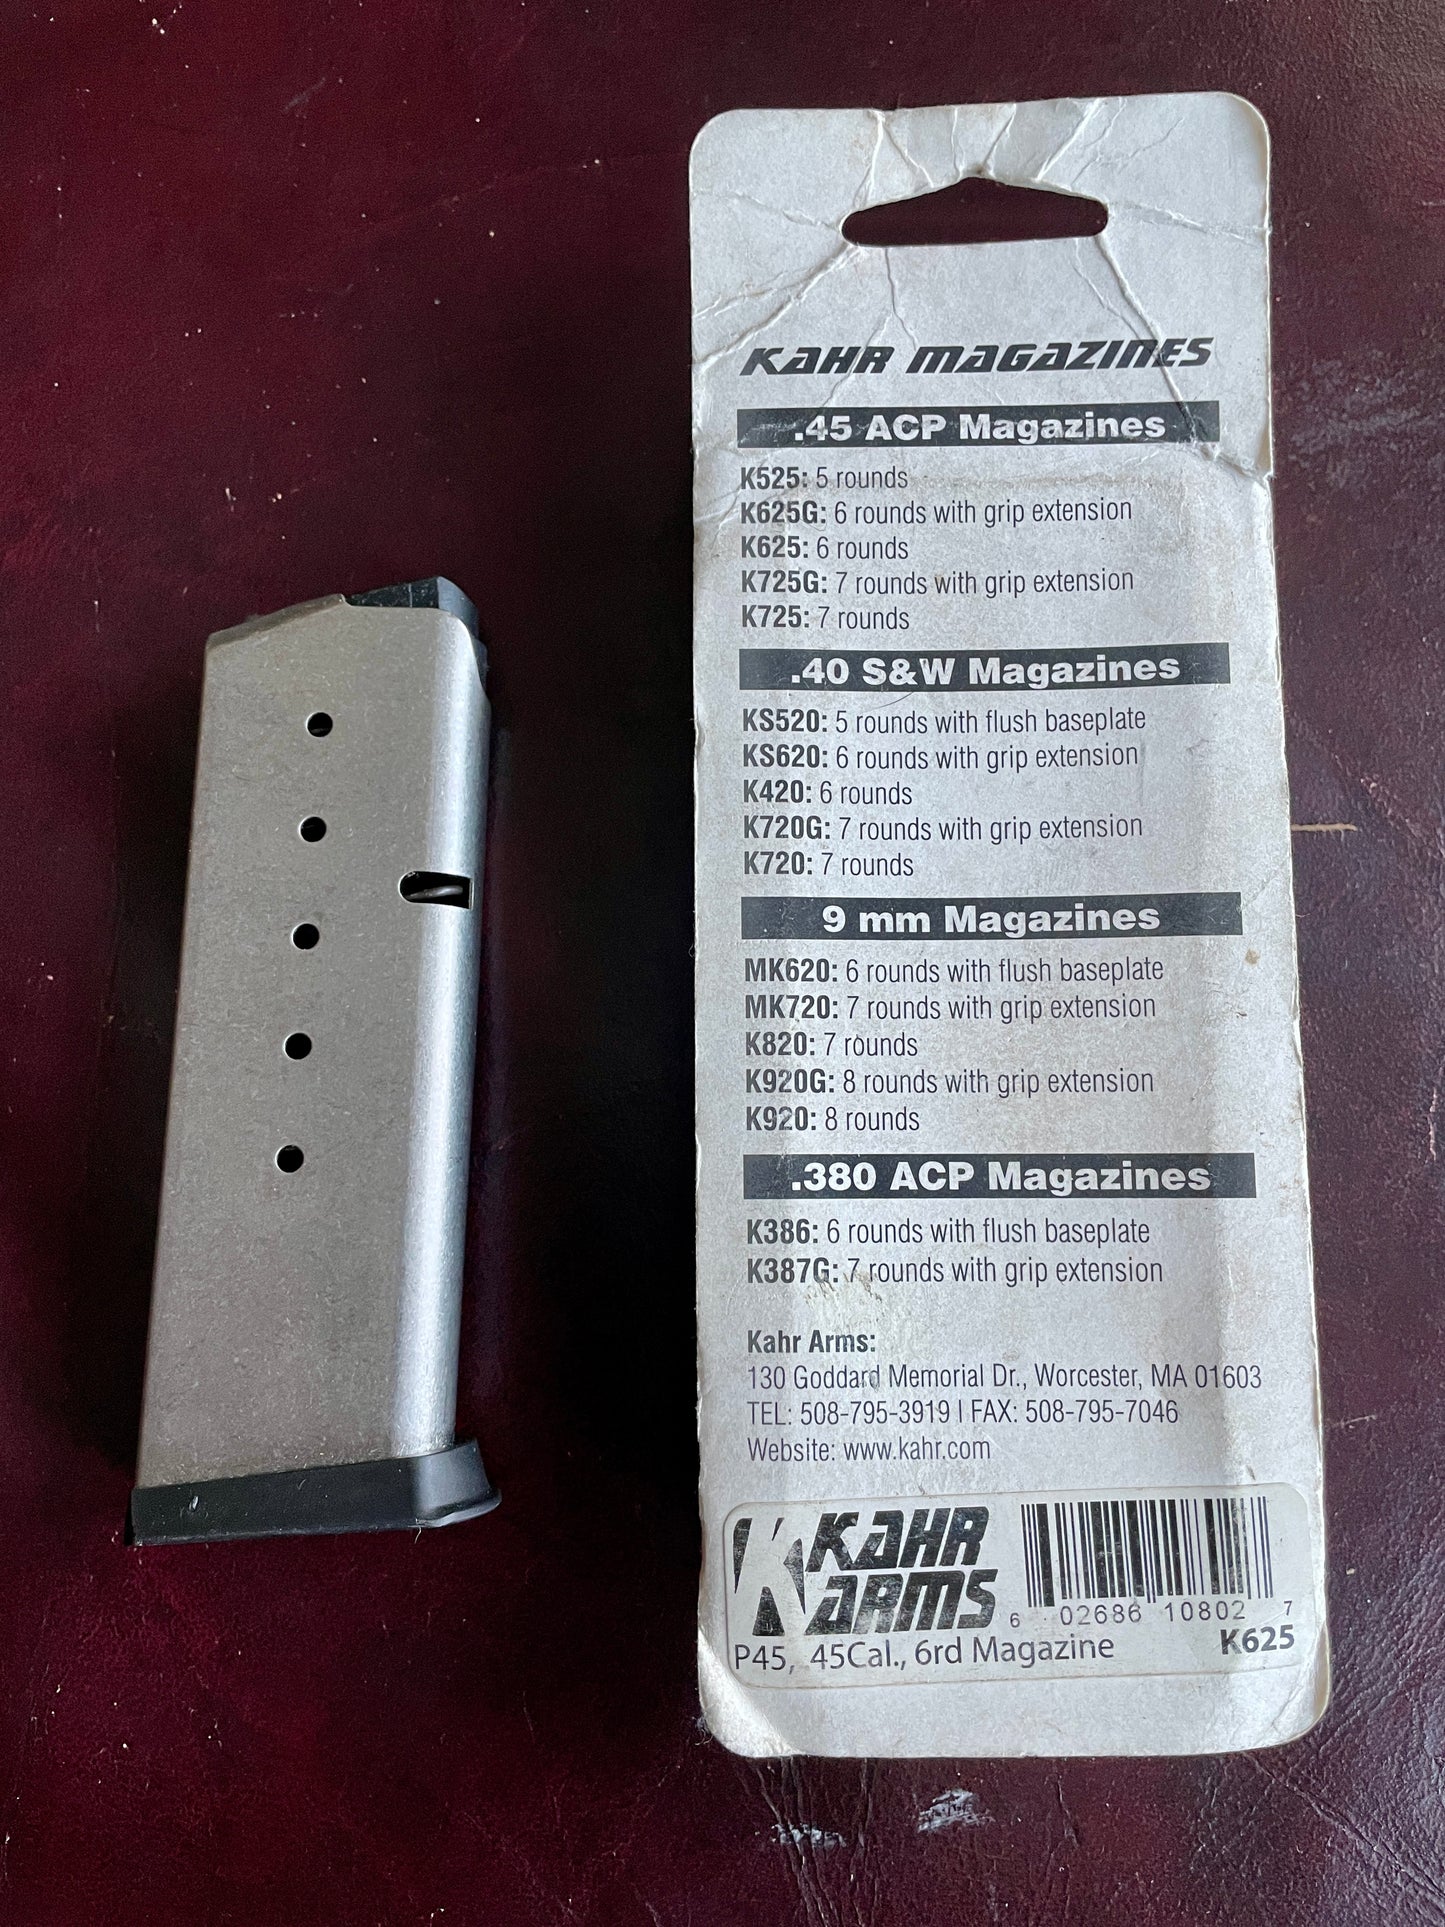 KAHR MAGAZINES
.45 ACP Magazines
K525: 5 rounds
K625G: 6 rounds with grip extension
K625: 6 rounds
K725G: 7 rounds with grip extension
K725: 7 rounds
.40 S&W Magazines
KS520: 5 rounds with flush baseplate
KS620: 6 rounds with grip extension
K420: 6 rounds
K720G: 7 rounds with grip extension
K720: 7 rounds
9 mm Magazines
MK620: 6 rounds with flush baseplate
MK720: 7 rounds with grip extension
K820: 7 rounds
K920G: 8 rounds with grip extension
K920: 8 rounds
.380 ACP Magazines
K386: 6 rounds with flush baseplate
K387G: 7 rounds with grip extension
Kahr Arms:
130 Goddard Memorial Dr., Worcester, MA 01603
TEL: 508-795-3919 | FAX: 508-795-7046
Website: www.kahr.com
K KAHR
ARMS
6 02686 10802 7
P45, 45Cal., 6rd Magazine K625